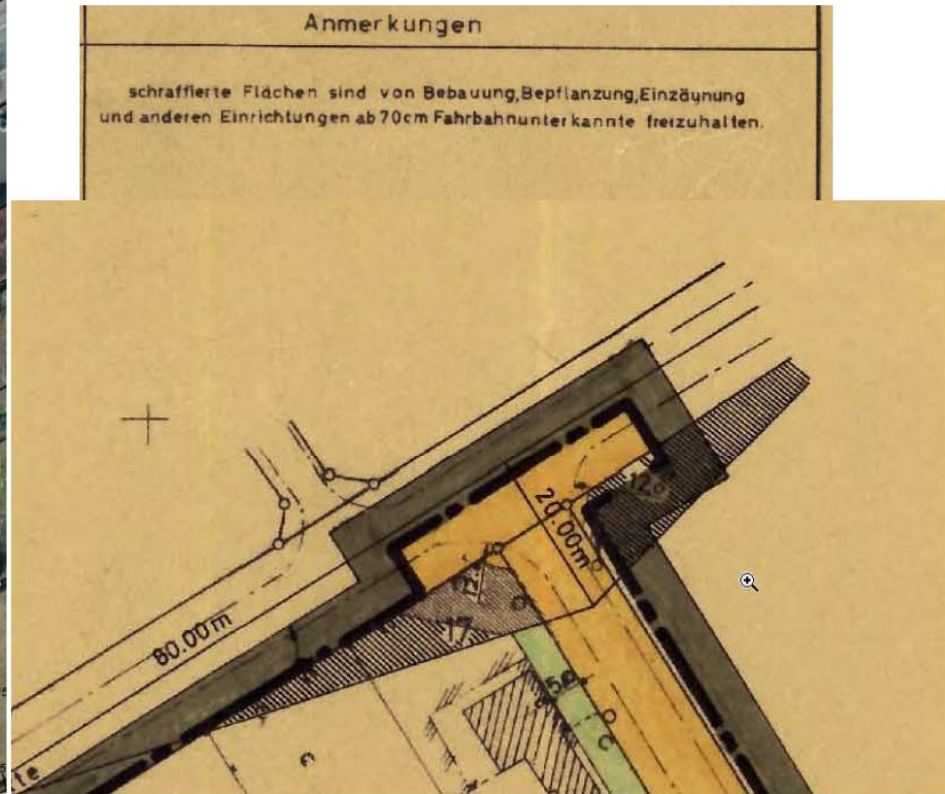 Anmerkungen
schraffierte Flächen sind von Bebauung,Bepflanzung,Einzäunung
und anderen Einrichtungen ab 70cm Fahrbahnunterkannte freizuhalten.
20.00m
17
80.00m